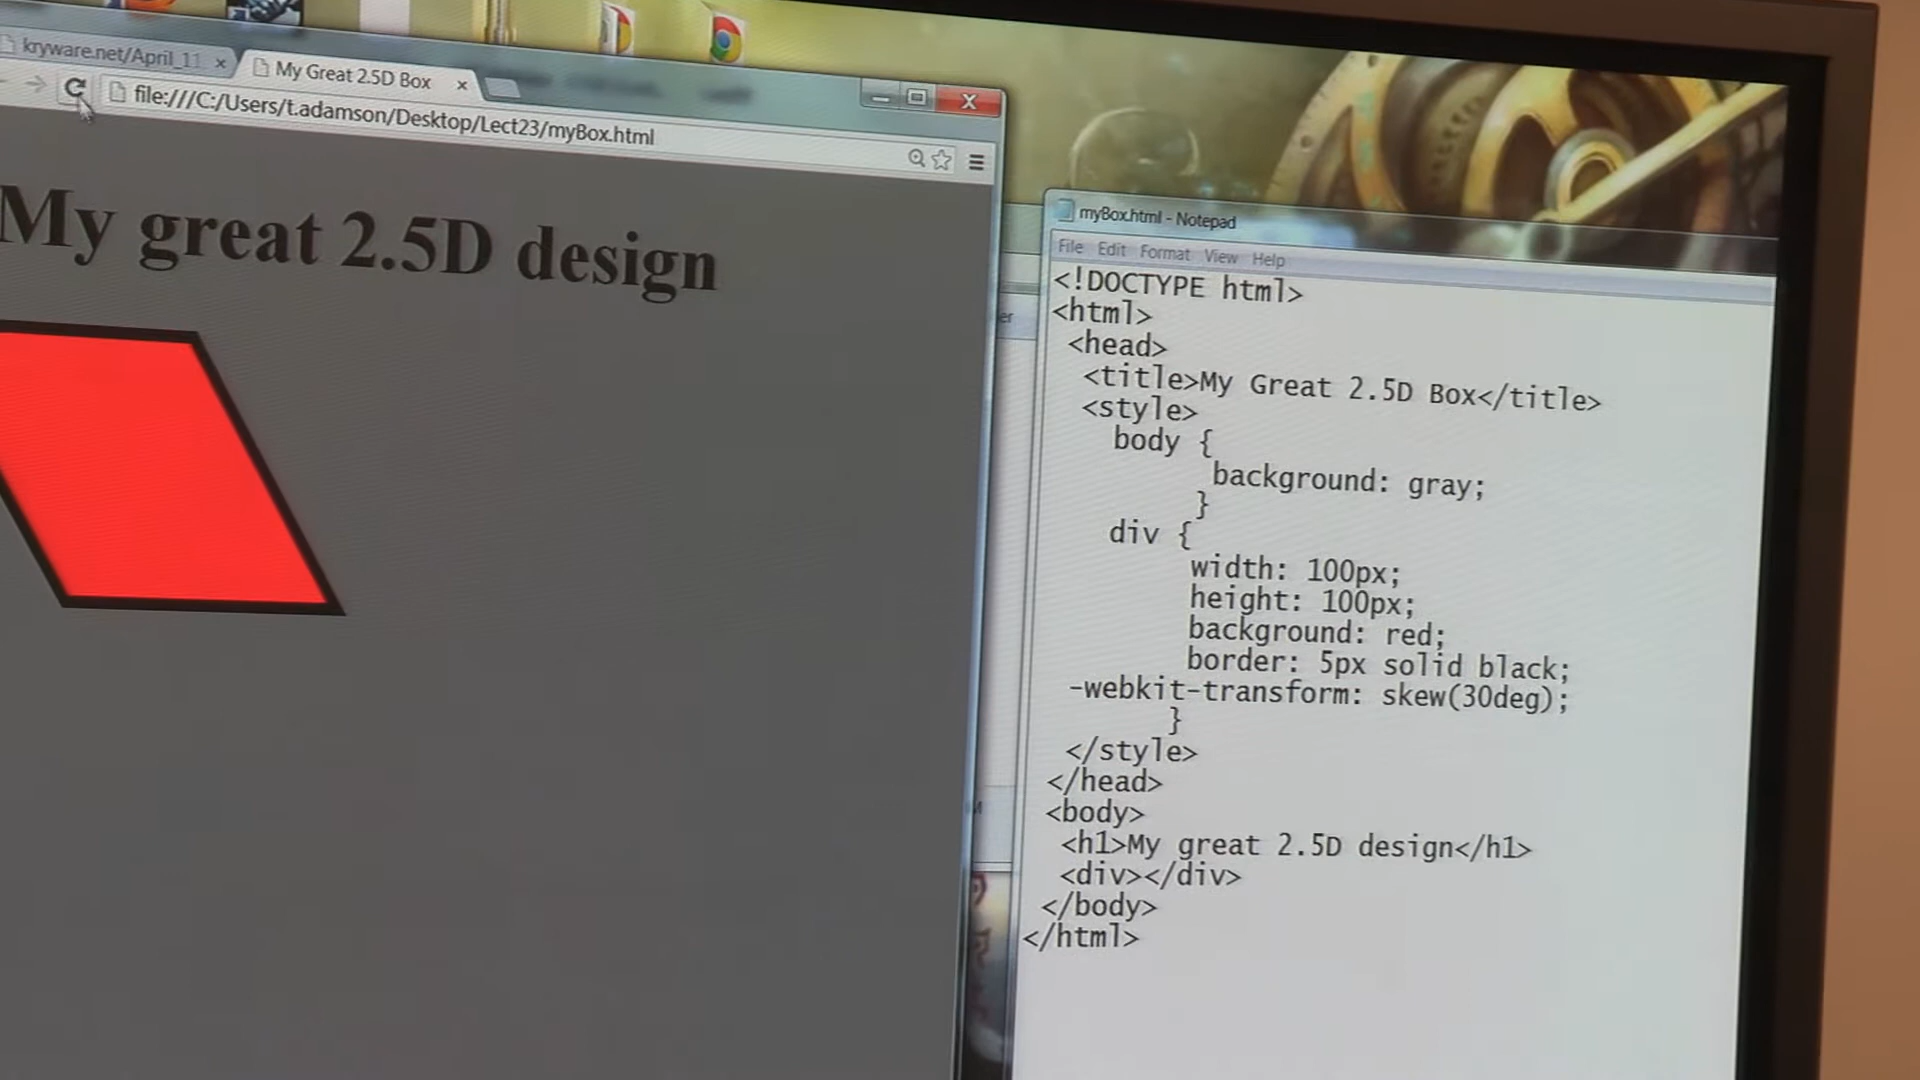 kryware.net/April_11
My Great 2.5D Box
file:///C:/Users/t.adamson/Desktop/Lect23/myBox.html
My great 2.5D design
myBox.html - Notepad
File Edit Format View Help
<!DOCTYPE html>
<html>
<head>
<title>My Great 2.5D Box</title>
<style>
body {
background: gray;
}
div {
width: 100px;
height: 100px;
background: red;
border: 5px solid black;
-webkit-transform: skew(30deg);
}
</style>
</head>
<body>
<h1>My great 2.5D design</h1>
<div></div>
</body>
</html>